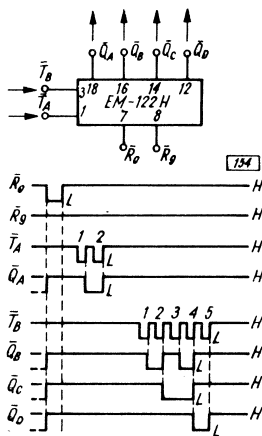 Q̄A Q̄B Q̄C Q̄D
T̄B
3 18 16 14 12
EM-122H
T̄A 1 7 8
R̄0 R̄9
194
R̄0 L H
R̄9 H
T̄A 1 2 L H
Q̄A L H
T̄B 1 2 3 4 5 L H
Q̄B L H
Q̄C L H
Q̄D L H